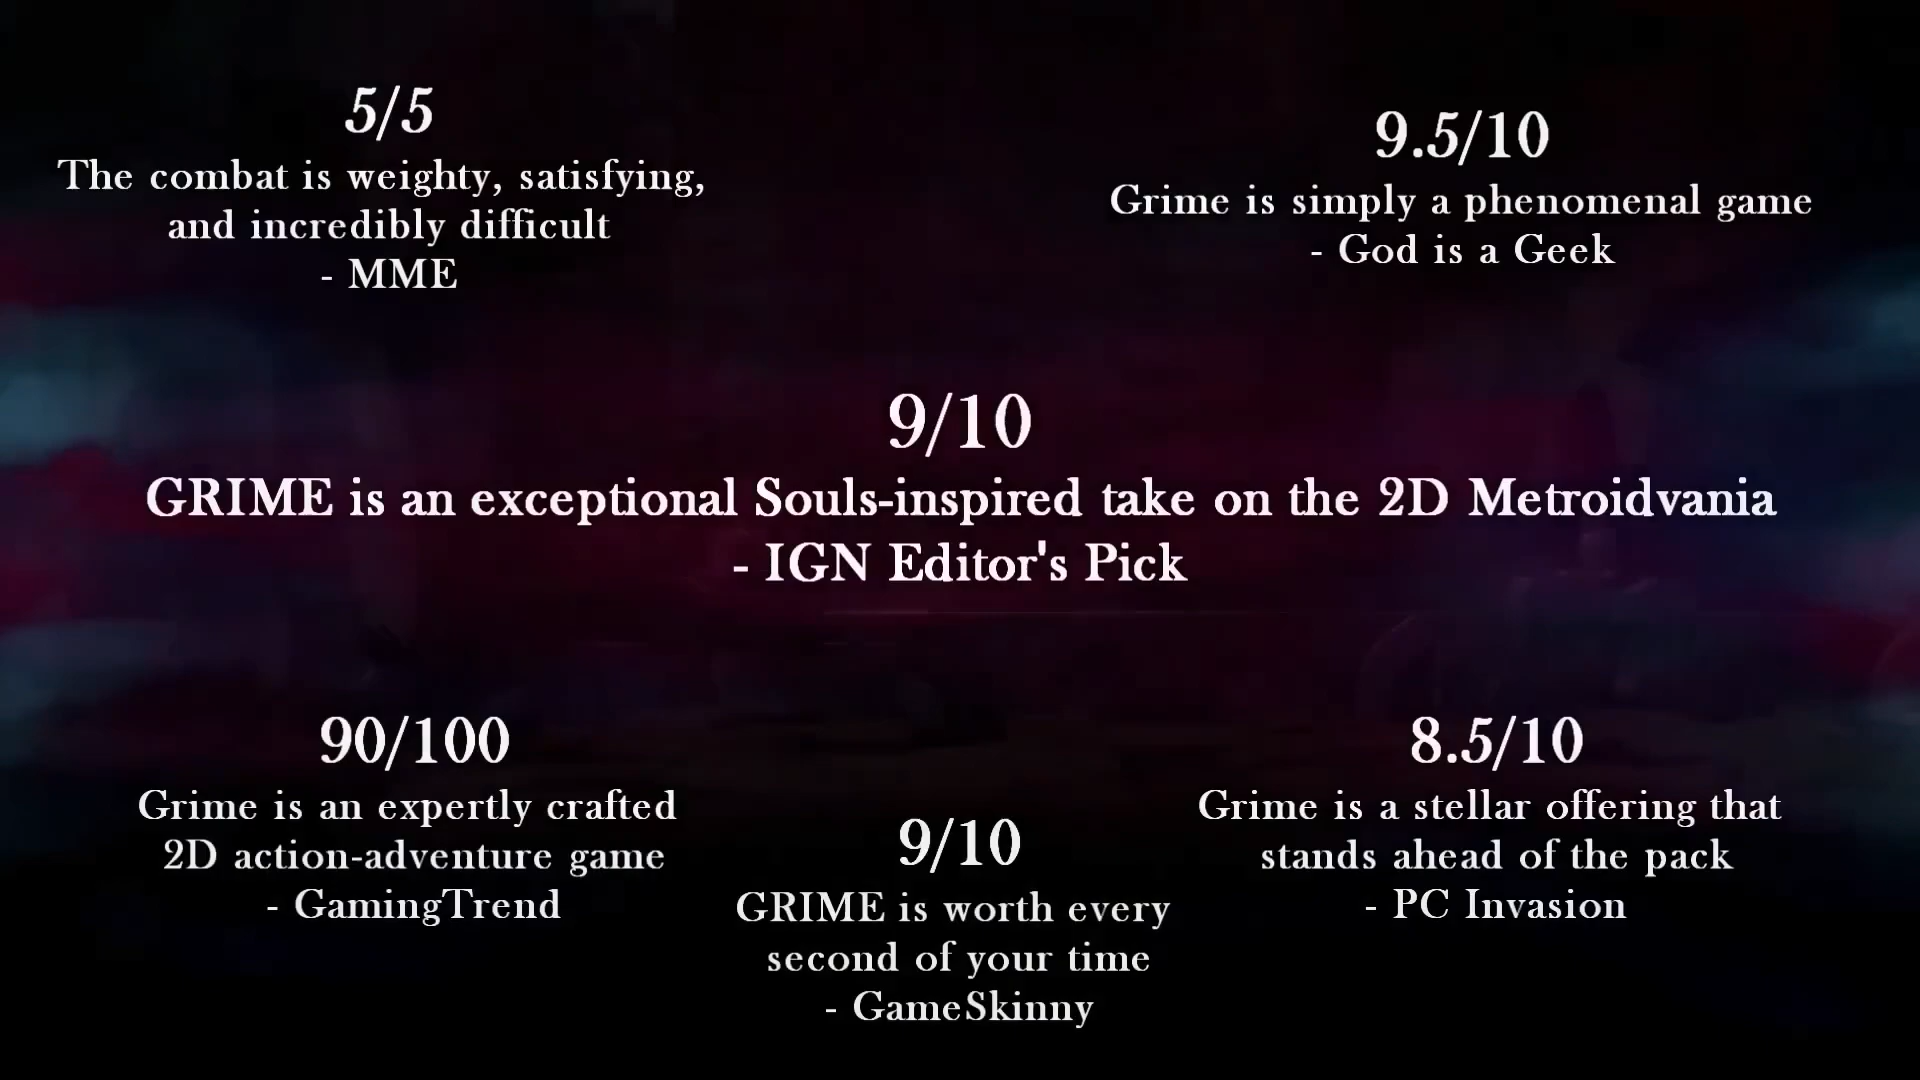 5/5
The combat is weighty, satisfying,
and incredibly difficult
- MME
9.5/10
Grime is simply a phenomenal game
- God is a Geek
9/10
GRIME is an exceptional Souls-inspired take on the 2D Metroidvania
- IGN Editor's Pick
90/100
Grime is an expertly crafted
2D action-adventure game
- GamingTrend
9/10
GRIME is worth every
second of your time
- GameSkinny
8.5/10
Grime is a stellar offering that
stands ahead of the pack
- PC Invasion